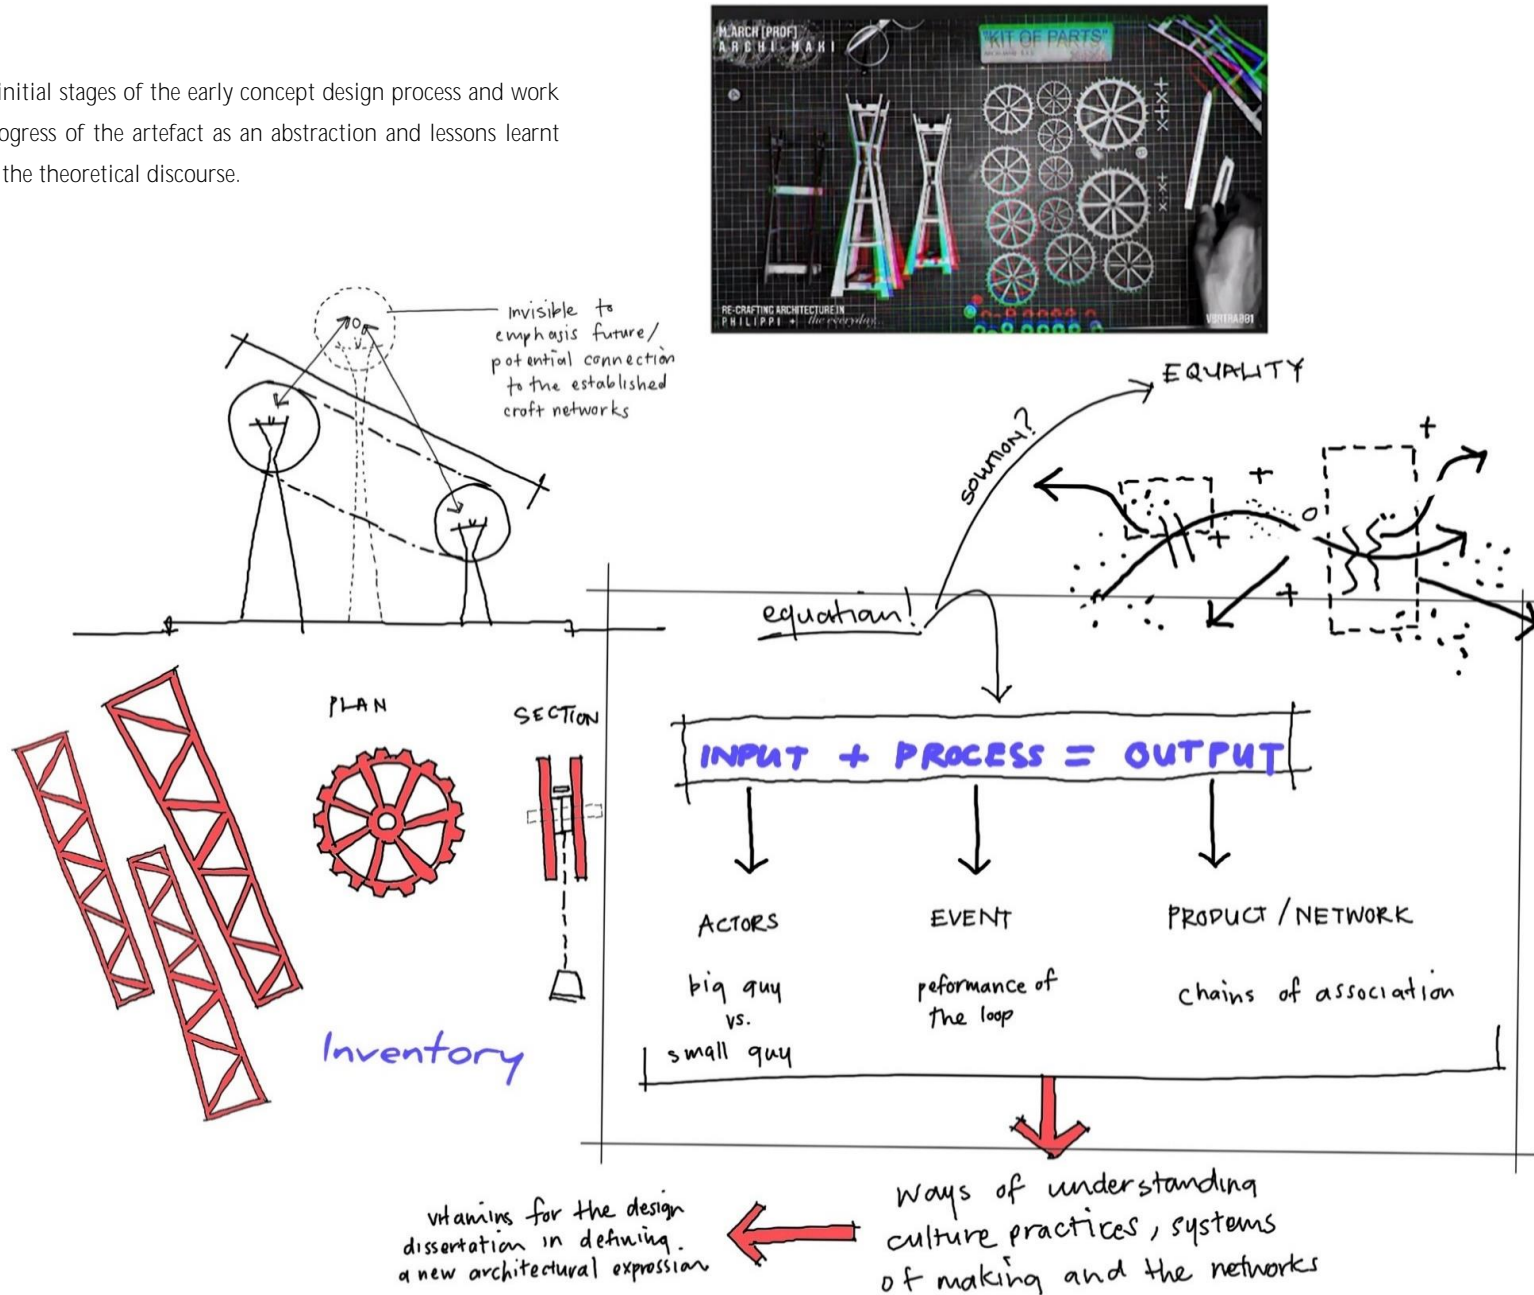 initial stages of the early concept design process and work
ogress of the artefact as an abstraction and lessons learnt
the theoretical discourse.
M.ARCH [PROF]
ARCHI-MAKI
"KIT OF PARTS"
RE-CRAFTING ARCHITECTURE IN
PHILIPPI + the everyday...
invisible to
emphasis future/
potential connection
to the established
craft networks
EQUALITY
solution?
equation!
PLAN
SECTION
INPUT + PROCESS = OUTPUT
ACTORS
EVENT
PRODUCT / NETWORK
big guy
vs.
small guy
peformance of
the loop
chains of association
Inventory
ways of understanding
culture practices, systems
of making and the networks
vitamins for the design
dissertation in defining
a new architectural expression